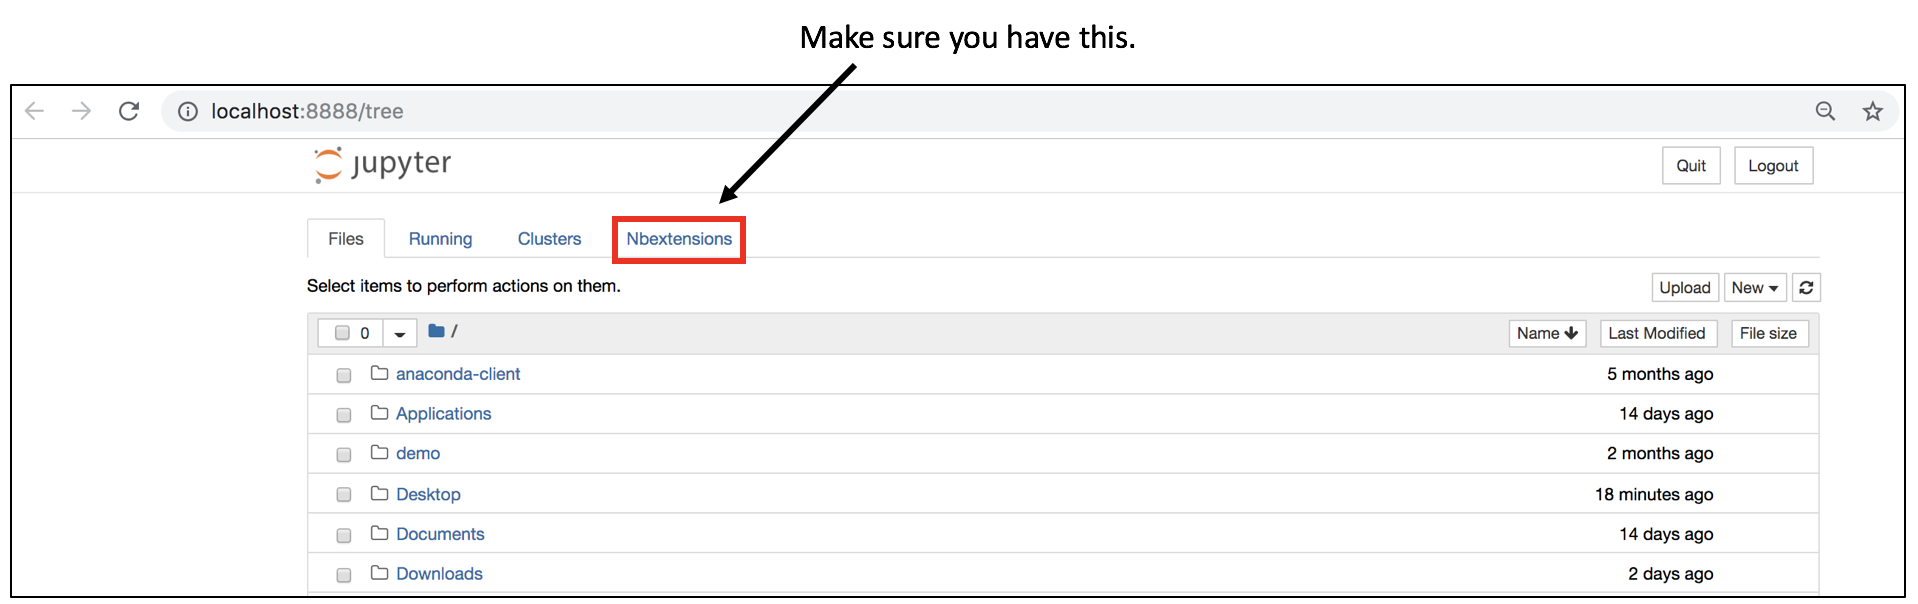 Make sure you have this.
localhost:8888/tree
jupyter
Quit Logout
Files Running Clusters Nbextensions
Select items to perform actions on them.
Upload New
0 / Name Last Modified File size
anaconda-client 5 months ago
Applications 14 days ago
demo 2 months ago
Desktop 18 minutes ago
Documents 14 days ago
Downloads 2 days ago